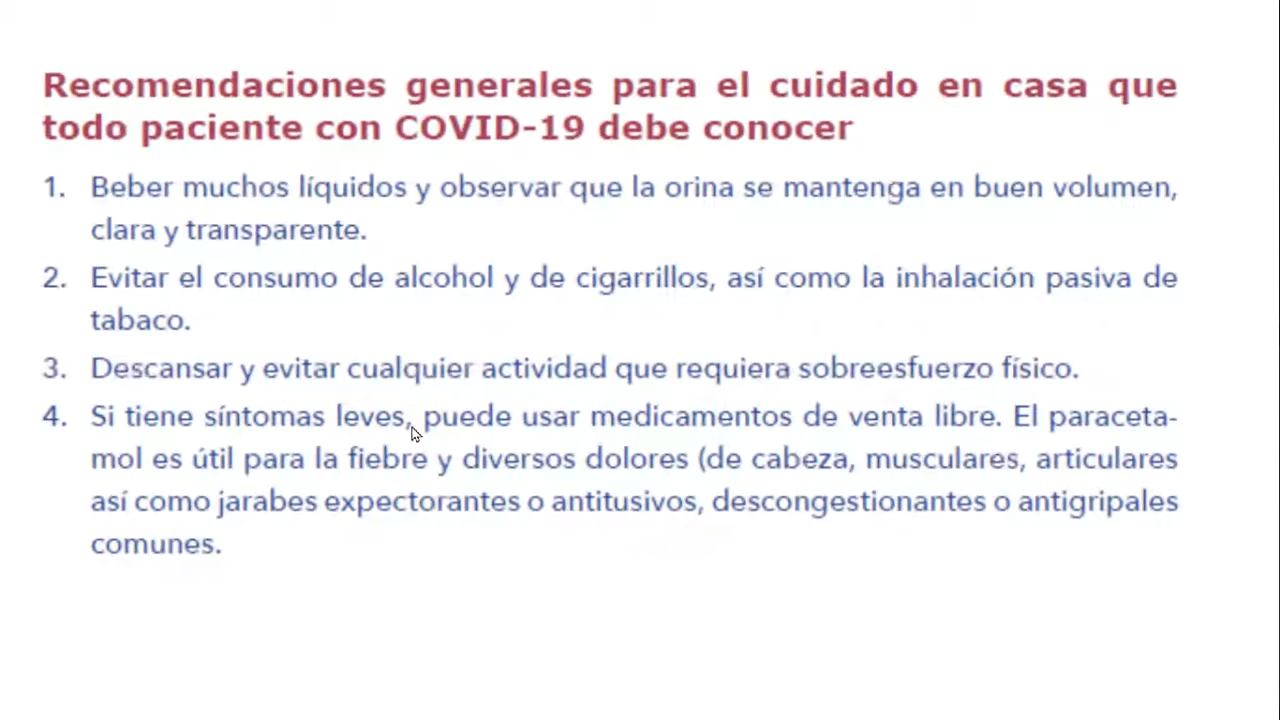 Recomendaciones generales para el cuidado en casa que
todo paciente con COVID-19 debe conocer
1. Beber muchos líquidos y observar que la orina se mantenga en buen volumen,
clara y transparente.
2. Evitar el consumo de alcohol y de cigarrillos, así como la inhalación pasiva de
tabaco.
3. Descansar y evitar cualquier actividad que requiera sobreesfuerzo físico.
4. Si tiene síntomas leves, puede usar medicamentos de venta libre. El paraceta-
mol es útil para la fiebre y diversos dolores (de cabeza, musculares, articulares
así como jarabes expectorantes o antitusivos, descongestionantes o antigripales
comunes.